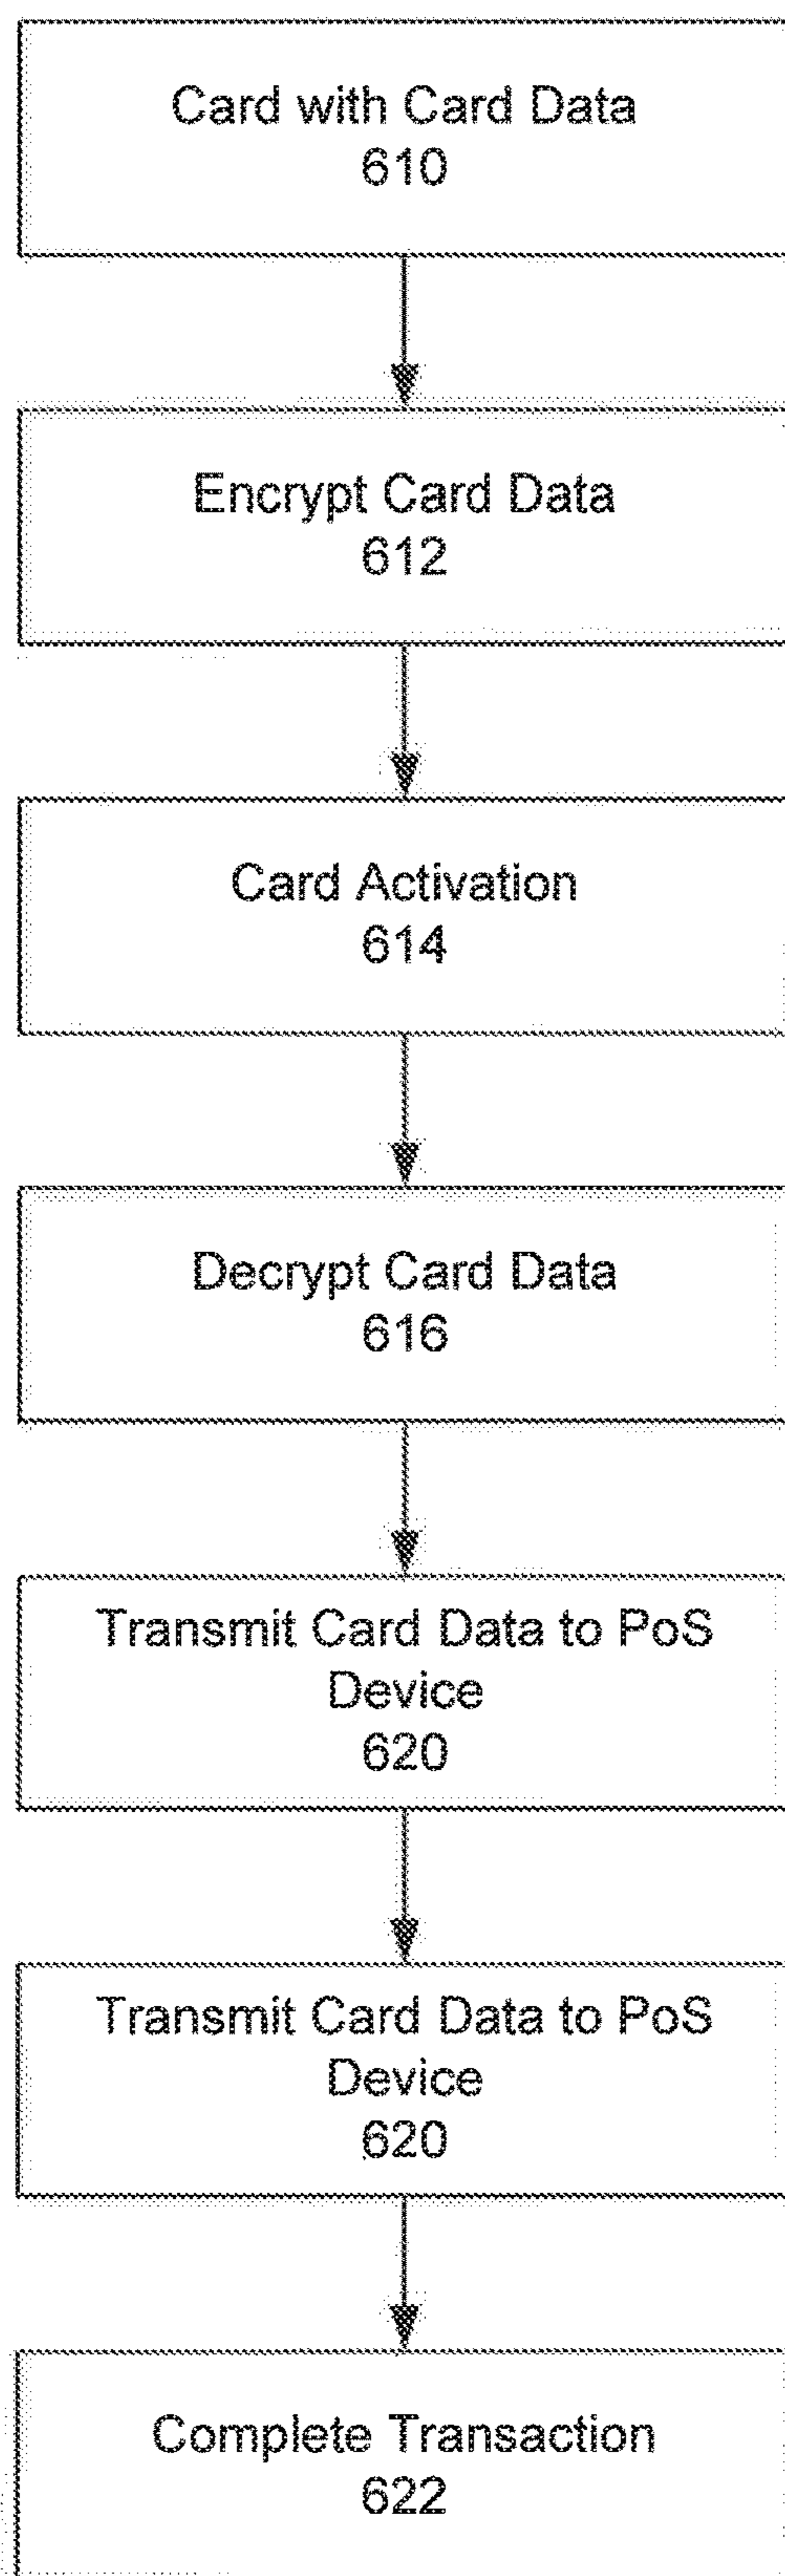 Card with Card Data
610
Encrypt Card Data
612
Card Activation
614
Decrypt Card Data
616
Transmit Card Data to PoS
Device
620
Transmit Card Data to PoS
Device
620
Complete Transaction
622